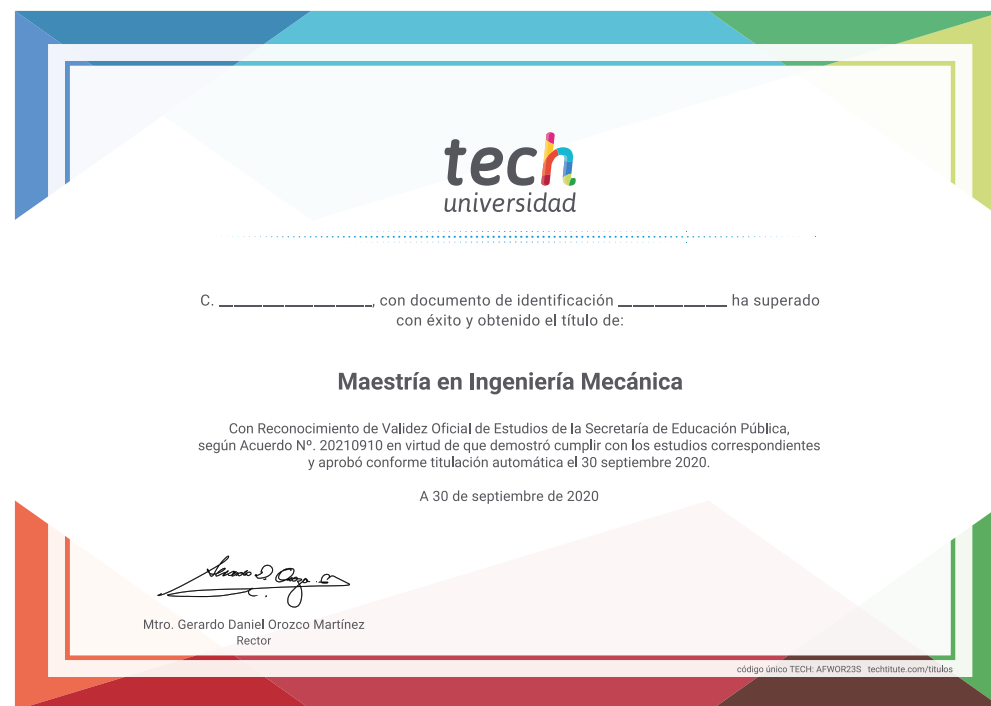 tech
universidad
C. ____________________, con documento de identificación ______________ ha superado
con éxito y obtenido el título de:
Maestría en Ingeniería Mecánica
Con Reconocimiento de Validez Oficial de Estudios de la Secretaría de Educación Pública,
según Acuerdo Nº. 20210910 en virtud de que demostró cumplir con los estudios correspondientes
y aprobó conforme titulación automática el 30 septiembre 2020.
A 30 de septiembre de 2020
Mtro. Gerardo Daniel Orozco Martínez
Rector
código único TECH: AFWOR23S techtitute.com/titulos